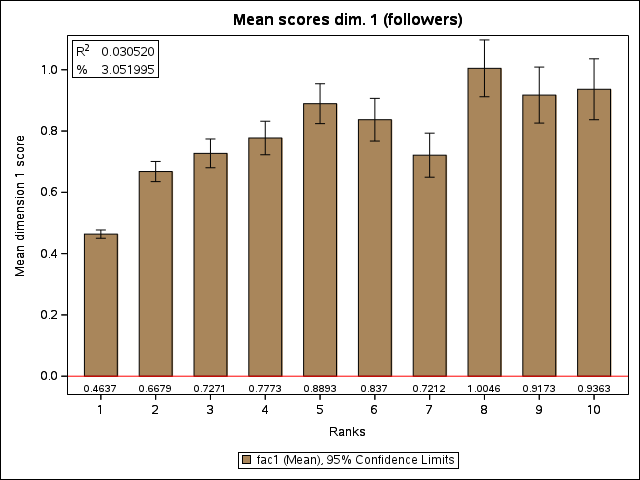 Mean scores dim. 1 (followers)
R2 0.030520
% 3.051995
Mean dimension 1 score
1.0
0.8
0.6
0.4
0.2
0.0
0.4637 0.6679 0.7271 0.7773 0.8893 0.837 0.7212 1.0046 0.9173 0.9363
1 2 3 4 5 6 7 8 9 10
Ranks
fac1 (Mean), 95% Confidence Limits